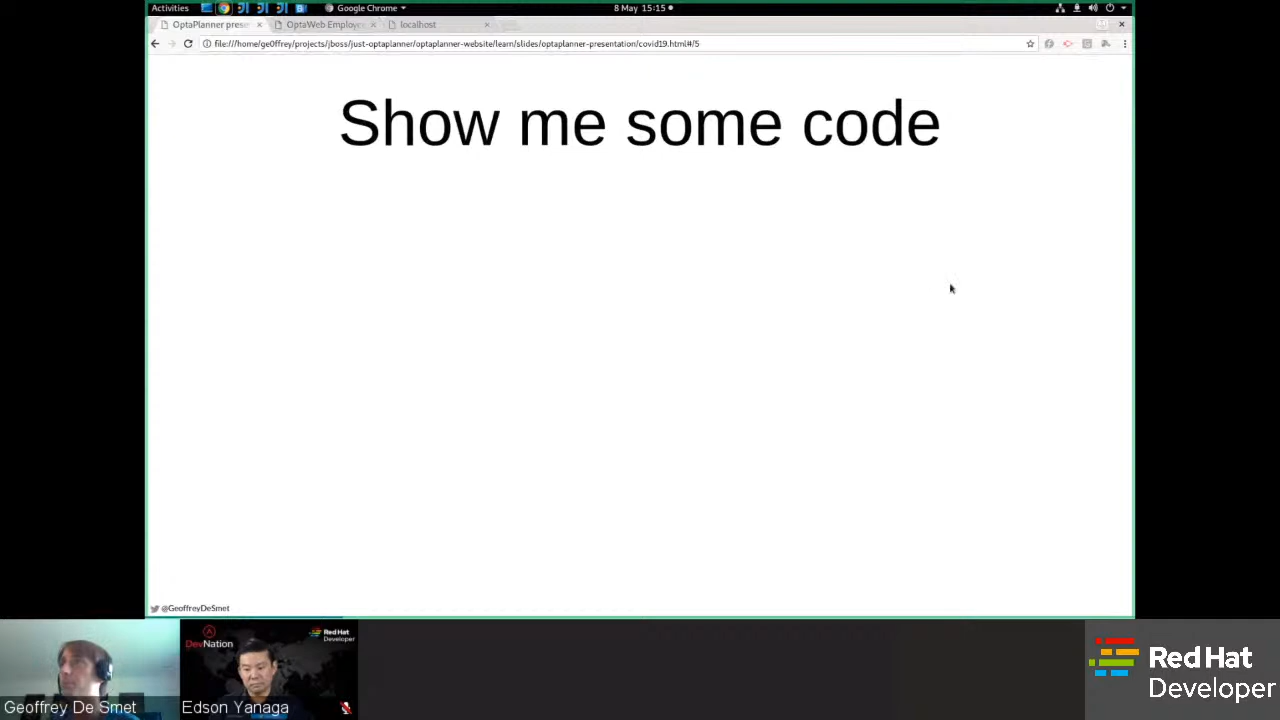 Activities
Google Chrome
8 May 15:15
OptaPlanner prese
OptaWeb Employe
localhost
file:///home/ge0ffrey/projects/jboss/just-optaplanner/optaplanner-website/learn/slides/optaplanner-presentation/covid19.html#/5
Show me some code
@GeoffreyDeSmet
DevNation
Red Hat
Developer
Geoffrey De Smet
Edson Yanaga
Red Hat
Developer